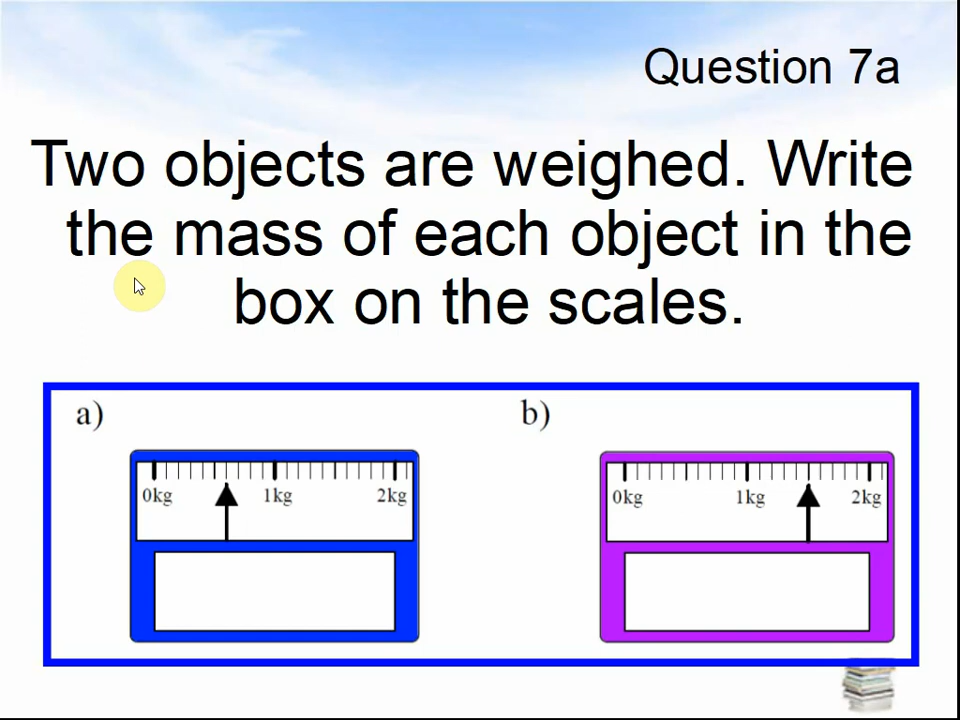 Question 7a
Two objects are weighed. Write
the mass of each object in the
box on the scales.
a)
0kg 1kg 2kg
b)
0kg 1kg 2kg